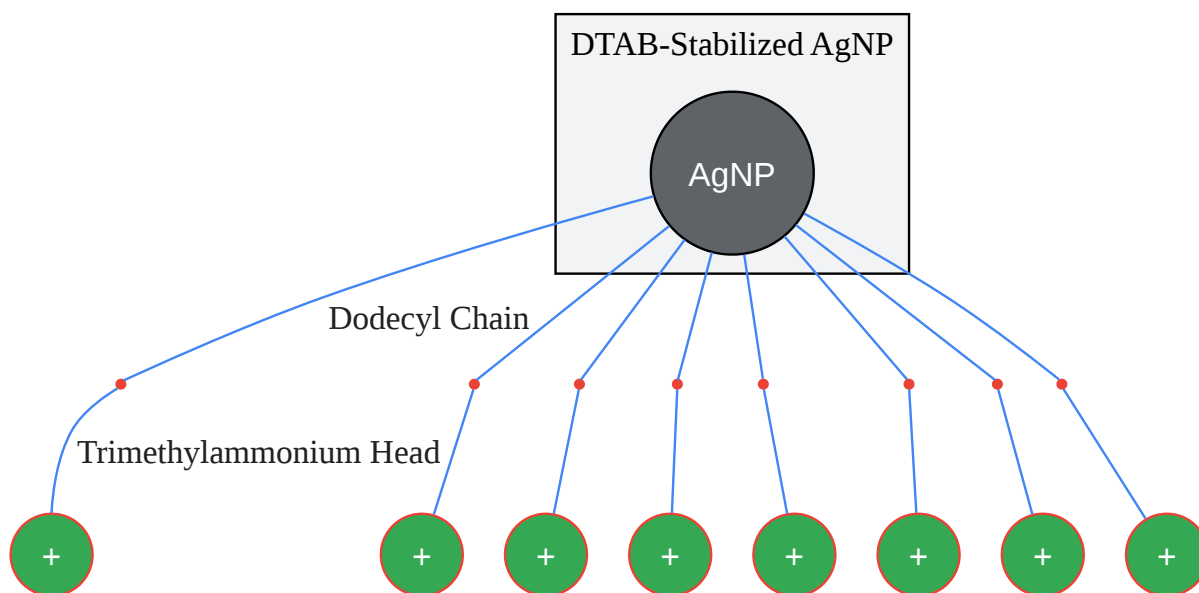 DTAB-Stabilized AgNP
AgNP
Dodecyl Chain
Trimethylammonium Head
+ + + + + + + +